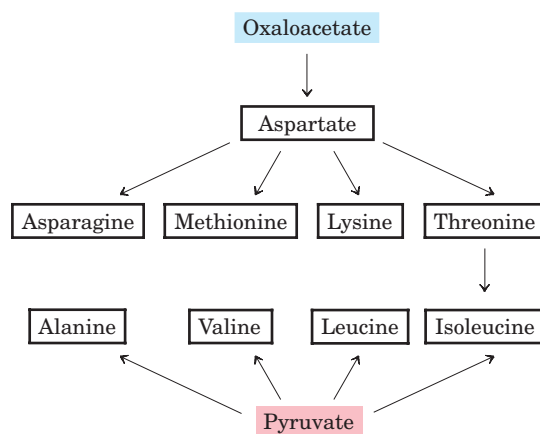 Oxaloacetate
Aspartate
Asparagine Methionine Lysine Threonine
Alanine Valine Leucine Isoleucine
Pyruvate